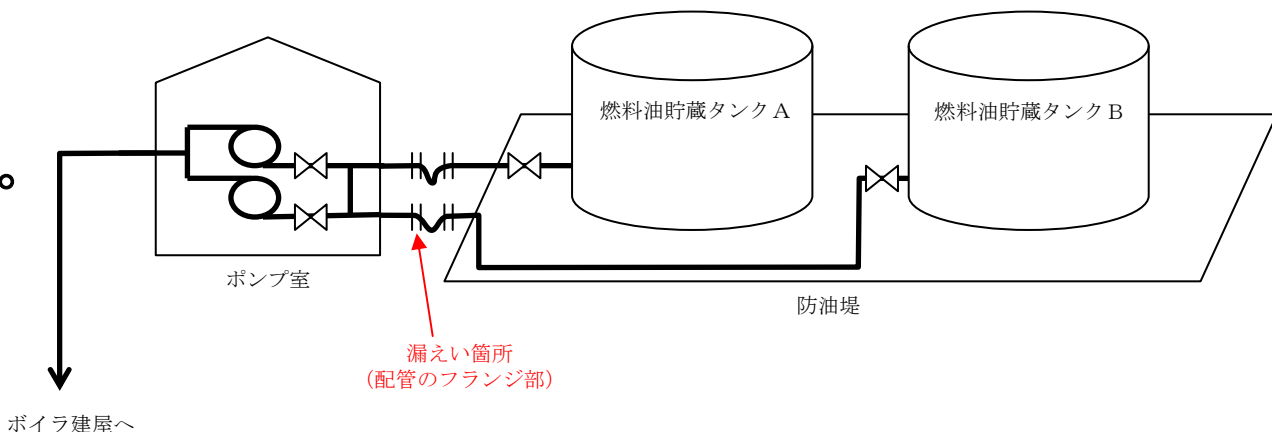 燃料油貯蔵タンクA
燃料油貯蔵タンクB
ポンプ室
防油堤
漏えい箇所
(配管のフランジ部)
ボイラ建屋へ